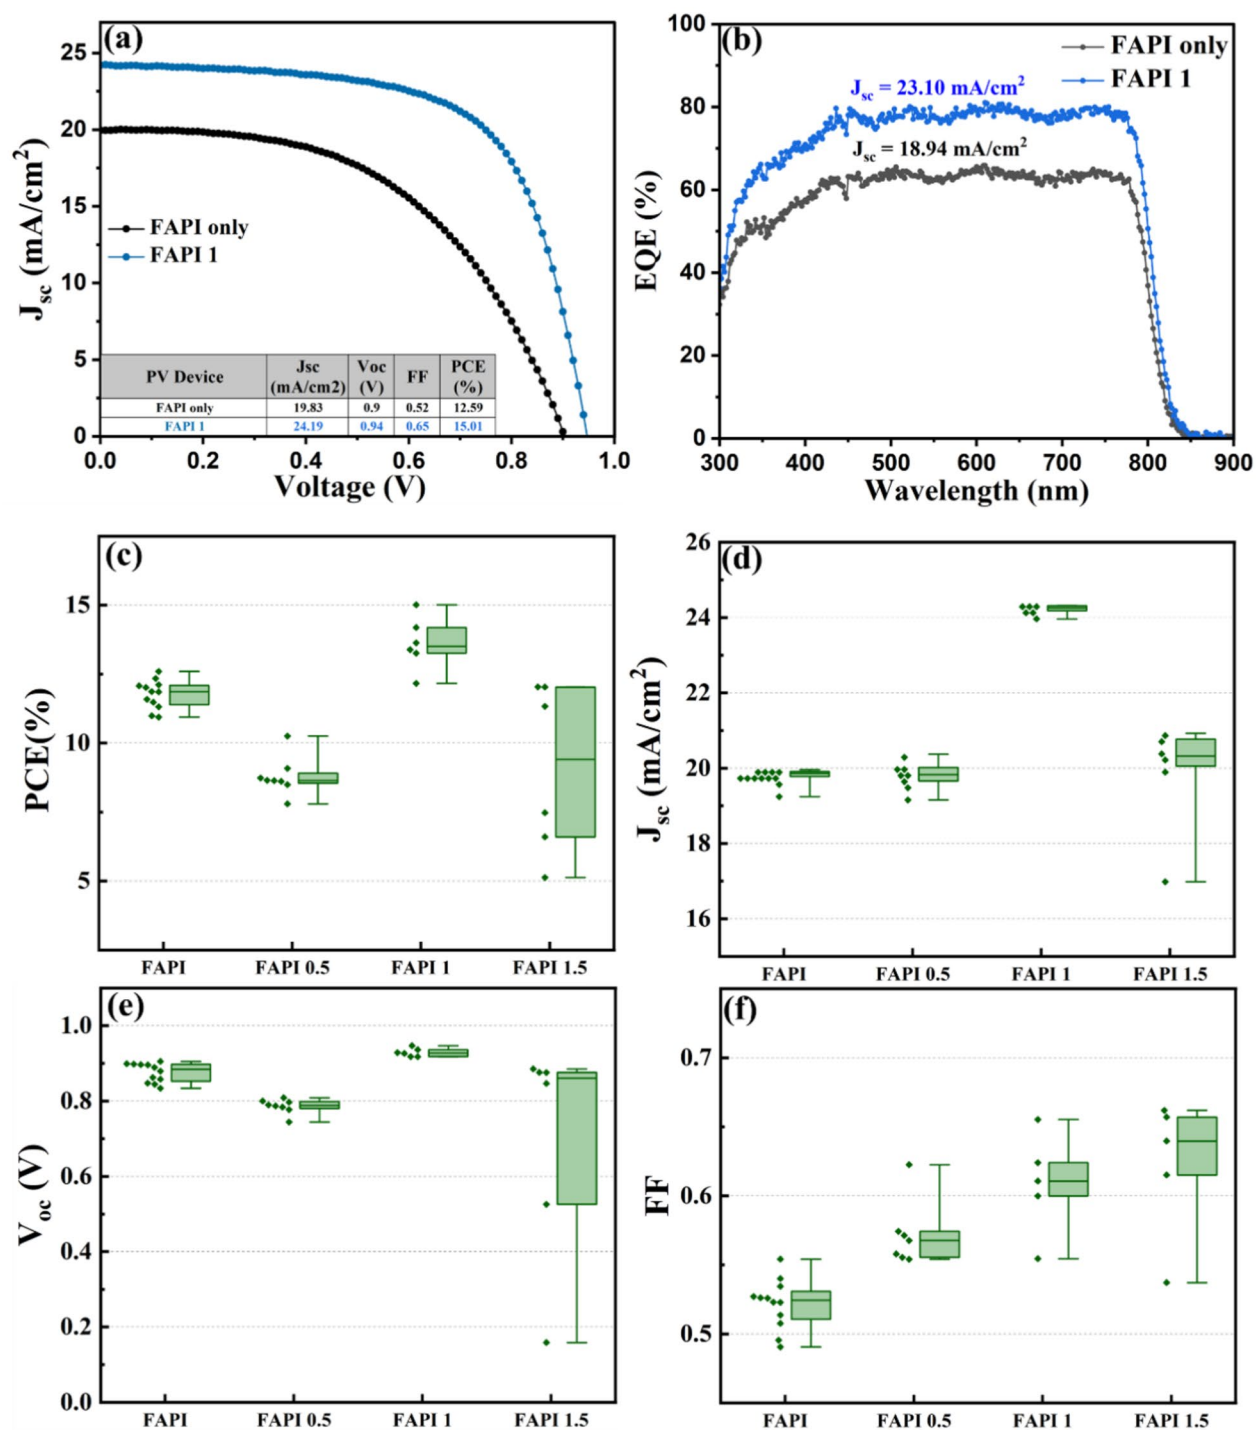 (a)
25
20
15
10
5
0
J_sc (mA/cm²)
FAPI only
FAPI 1
PV Device Jsc (mA/cm2) Voc (V) FF PCE (%)
FAPI only 19.83 0.9 0.52 12.59
FAPI 1 24.19 0.94 0.65 15.01
0.0 0.2 0.4 0.6 0.8 1.0
Voltage (V)
(b)
100
80
60
40
20
0
EQE (%)
FAPI only
FAPI 1
J_sc = 23.10 mA/cm²
J_sc = 18.94 mA/cm²
300 400 500 600 700 800 900
Wavelength (nm)
(c)
15
10
5
PCE(%)
FAPI FAPI 0.5 FAPI 1 FAPI 1.5
(d)
26
24
22
20
18
16
J_sc (mA/cm²)
FAPI FAPI 0.5 FAPI 1 FAPI 1.5
(e)
1.0
0.8
0.6
0.4
0.2
0.0
V_oc (V)
FAPI FAPI 0.5 FAPI 1 FAPI 1.5
(f)
0.7
0.6
0.5
FF
FAPI FAPI 0.5 FAPI 1 FAPI 1.5